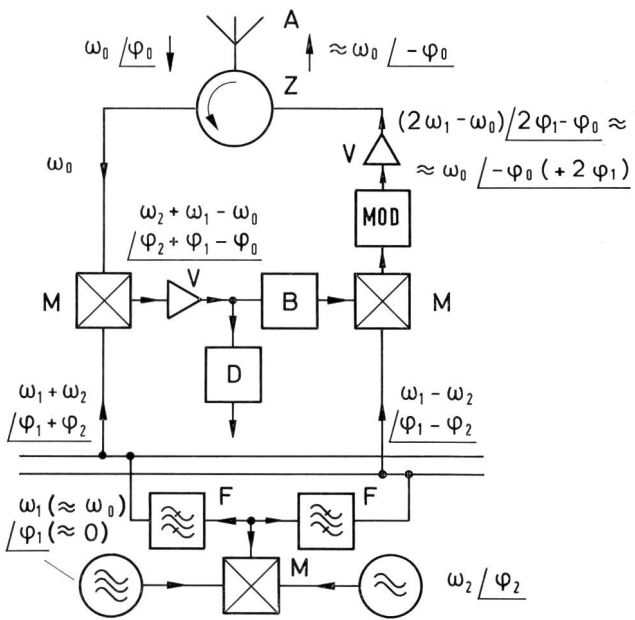 A
ω₀ /φ₀
≈ω₀ /-φ₀
Z
(2ω₁-ω₀)/2φ₁-φ₀ ≈
≈ω₀ /-φ₀(+2φ₁)
V
ω₀
MOD
ω₂+ω₁-ω₀
/φ₂+φ₁-φ₀
V
M
B
M
D
ω₁+ω₂
/φ₁+φ₂
ω₁-ω₂
/φ₁-φ₂
F
F
ω₁(≈ω₀)
/φ₁(≈0)
M
ω₂ /φ₂